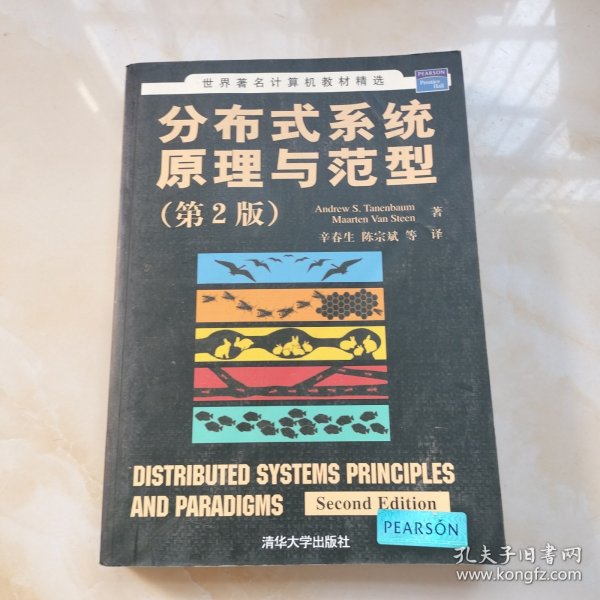 世界著名计算机教材精选
PEARSON
Prentice
Hall
分布式系统
原理与范型
(第2版)
Andrew S. Tanenbaum
Maarten Van Steen
著
辛春生 陈宗斌 等 译
DISTRIBUTED SYSTEMS PRINCIPLES
AND PARADIGMS Second Edition
PEARSON
清华大学出版社
孔夫子旧书网
www.kongfz.com